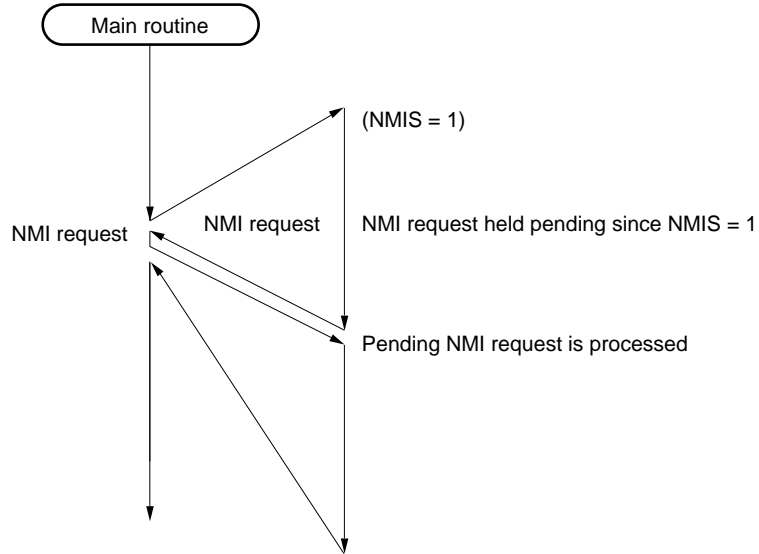 Main routine
(NMIS = 1)
NMI request
NMI request
NMI request held pending since NMIS = 1
Pending NMI request is processed